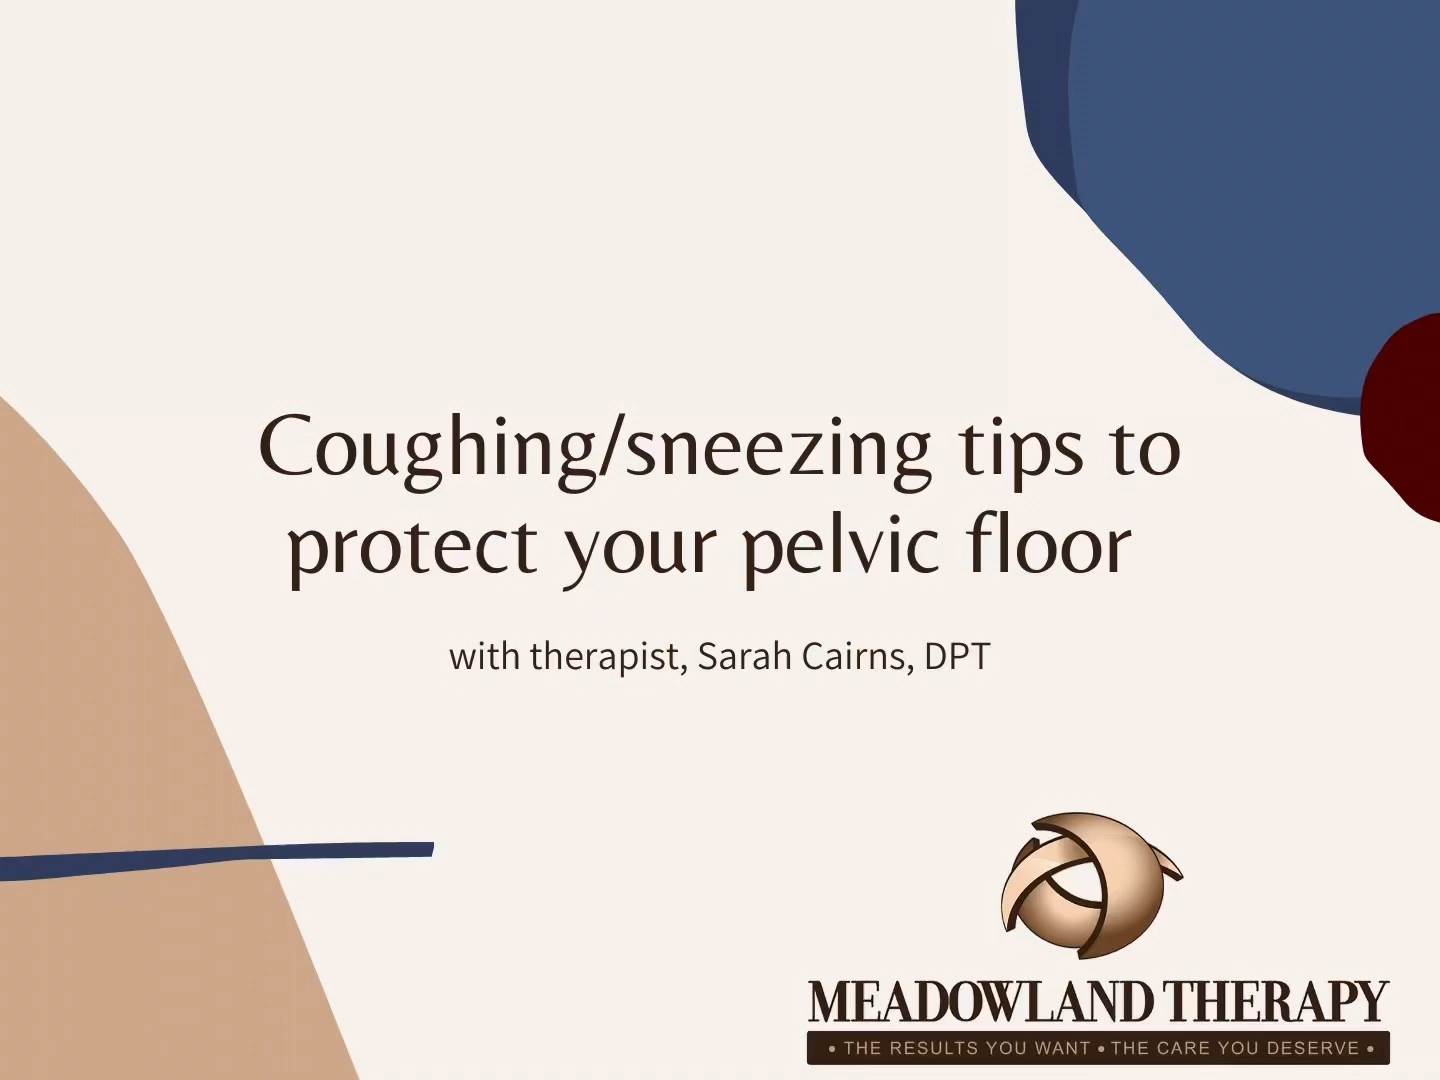 Coughing/sneezing tips to
protect your pelvic floor
with therapist, Sarah Cairns, DPT
MEADOWLAND THERAPY
• THE RESULTS YOU WANT • THE CARE YOU DESERVE •